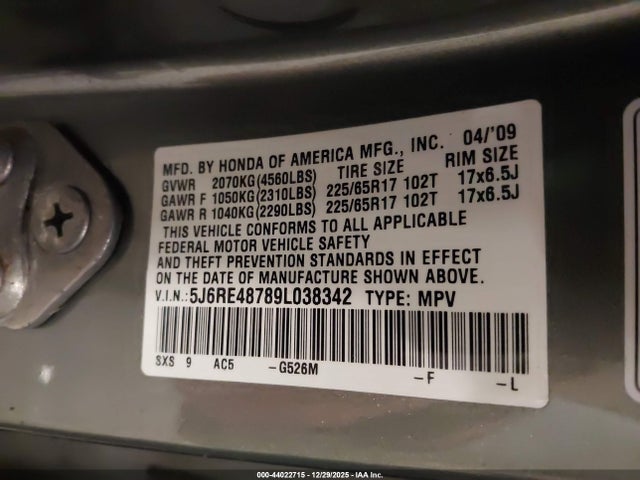 MFD. BY HONDA OF AMERICA MFG., INC. 04/'09
GVWR 2070KG(4560LBS) TIRE SIZE RIM SIZE
GAWR F 1050KG(2310LBS) 225/65R17 102T 17x6.5J
GAWR R 1040KG(2290LBS) 225/65R17 102T 17x6.5J
THIS VEHICLE CONFORMS TO ALL APPLICABLE
FEDERAL MOTOR VEHICLE SAFETY
AND THEFT PREVENTION STANDARDS IN EFFECT
ON THE DATE OF MANUFACTURE SHOWN ABOVE.
V.I.N.: 5J6RE48789L038342 TYPE: MPV
SXS 9 AC5 -G526M -F -L
000-44022715 - 12/29/2025 - IAA Inc.